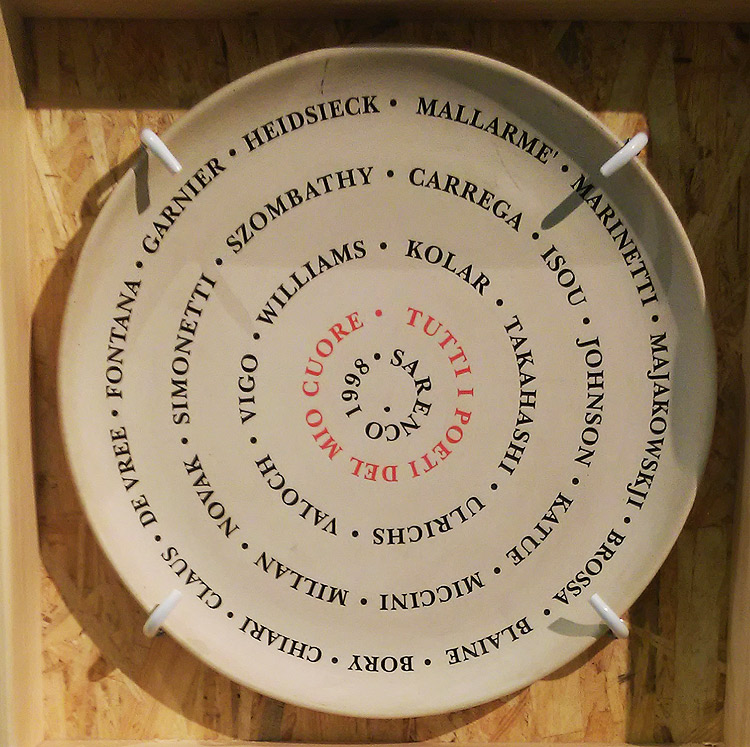 MALLARME' • MARINETTI • MAJAKOWSKJI • BROSSA • BLAINE • BORY • CHIARI • CLAUS • DE VREE • FONTANA • GARNIER • HEIDSIECK •
CARREGA • ISOU • JOHNSON • KATUE • MICCINI • MILLAN • NOVAK • SIMONETTI • SZOMBATHY •
KOLAR • TAKAHASHI • ULRICHS • VALOCH • VIGO • WILLIAMS •
TUTTI I POETI DEL MIO CUORE •
SARENCO 1998 •